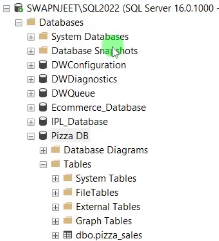 SWAPNJEET\SQL2022 (SQL Server 16.0.1000 -
Databases
System Databases
Database Snapshots
DWConfiguration
DWDiagnostics
DWQueue
Ecommerce_Database
IPL_Database
Pizza DB
Database Diagrams
Tables
System Tables
FileTables
External Tables
Graph Tables
dbo.pizza_sales